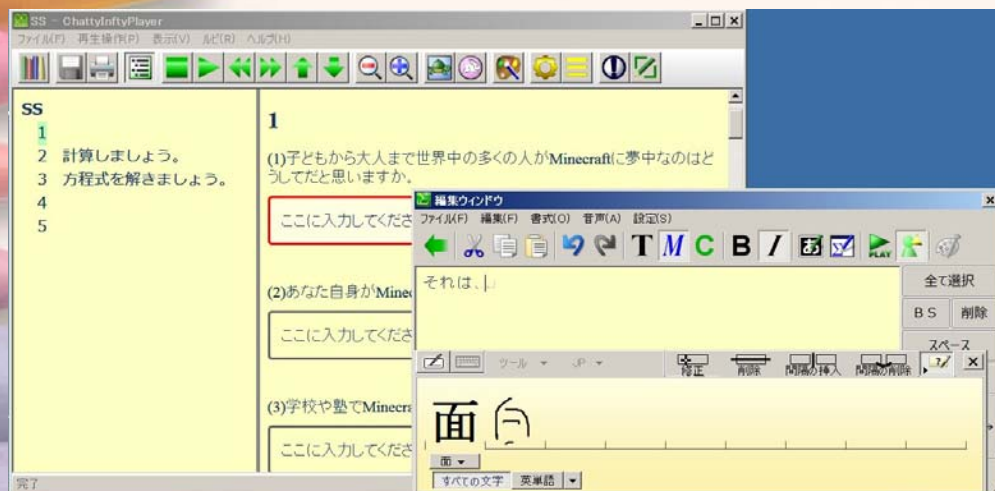 SS - ChattyInftyPlayer
ファイル(F) 再生操作(P) 表示(V) ルビ(R) ヘルプ(H)
SS
1
2 計算しましょう。
3 方程式を解きましょう。
4
5
1
(1)子どもから大人まで世界中の多くの人がMinecraftに夢中なのはど
うしてだと思いますか。
ここに入力してくださ
(2)あなた自身がMinec
ここに入力してくださ
(3)学校や塾でMinecra
ここに入力してくださ
完了
編集ウィンドウ
ファイル(F) 編集(F) 書式(O) 音声(A) 設定(S)
T M C B I あ PLAY
それは、
全て選択
BS 削除
スペース
ツール JP 修正 削除 間隔の挿入 間隔の削除
面 白
面
すべての文字 英単語